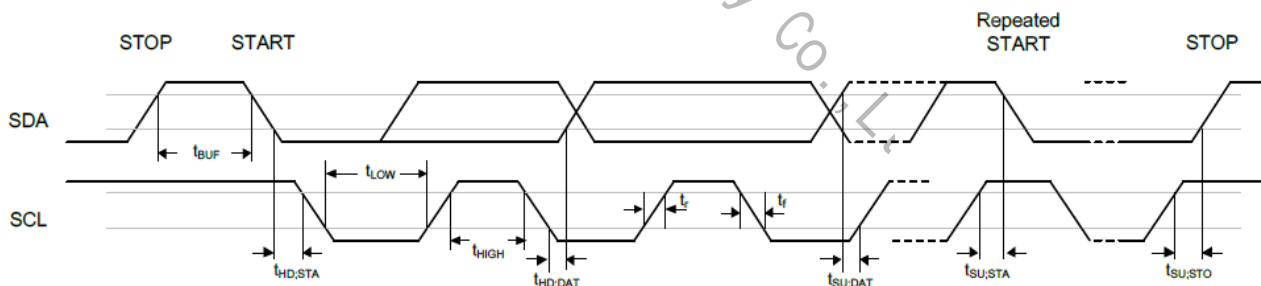 y Co., L
Repeated
STOP START START STOP
SDA
tBUF
tLOW
SCL
tr tf
tHIGH
tHD;STA tHD;DAT tSU;DAT tSU;STA tSU;STO